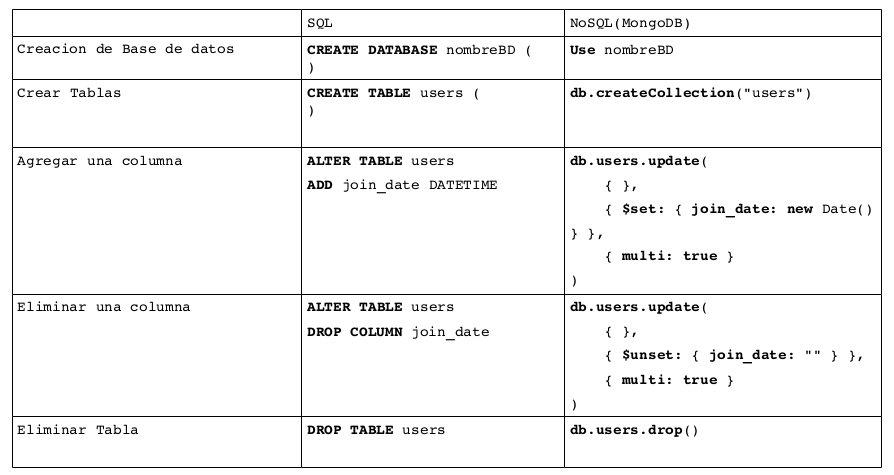 SQL
NoSQL(MongoDB)
Creacion de Base de datos
CREATE DATABASE nombreBD (
)
Use nombreBD
Crear Tablas
CREATE TABLE users (
)
db.createCollection("users")
Agregar una columna
ALTER TABLE users
ADD join_date DATETIME
db.users.update(
{ },
{ $set: { join_date: new Date()
} },
{ multi: true }
)
Eliminar una columna
ALTER TABLE users
DROP COLUMN join_date
db.users.update(
{ },
{ $unset: { join_date: "" } },
{ multi: true }
)
Eliminar Tabla
DROP TABLE users
db.users.drop()